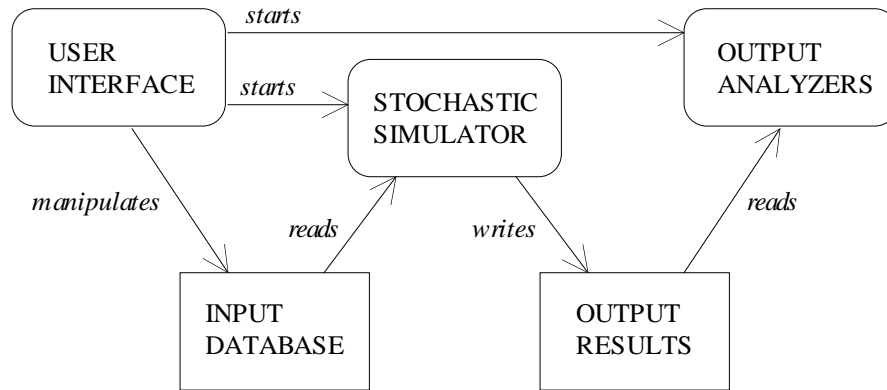 starts
USER
INTERFACE
OUTPUT
ANALYZERS
starts
STOCHASTIC
SIMULATOR
manipulates
reads
writes
reads
INPUT
DATABASE
OUTPUT
RESULTS